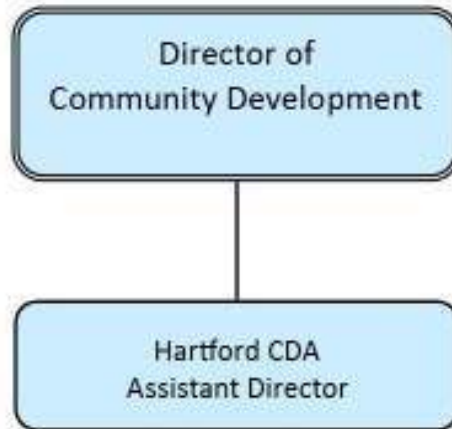 Director of
Community Development
Hartford CDA
Assistant Director